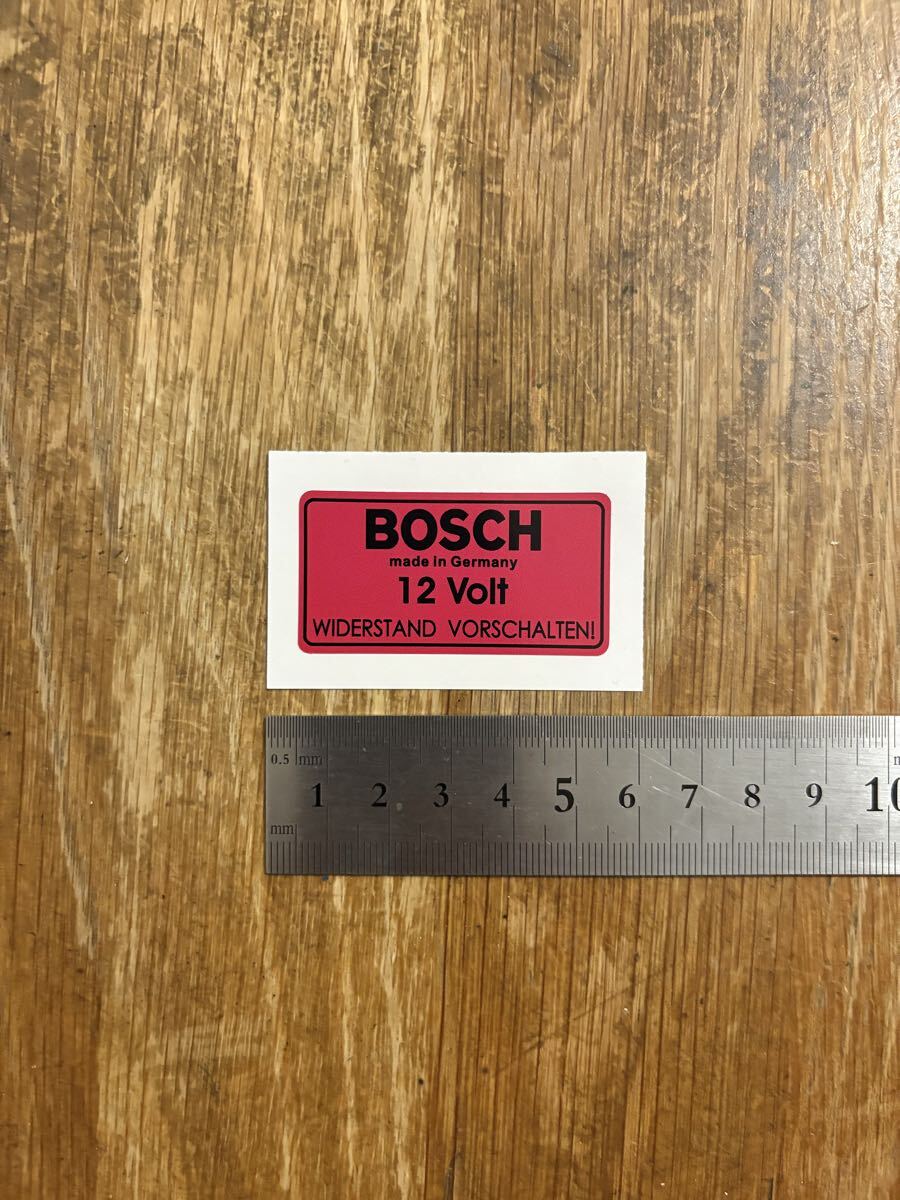 BOSCH
made in Germany
12 Volt
WIDERSTAND VORSCHALTEN!
0.5 mm
1 2 3 4 5 6 7 8 9 10
mm